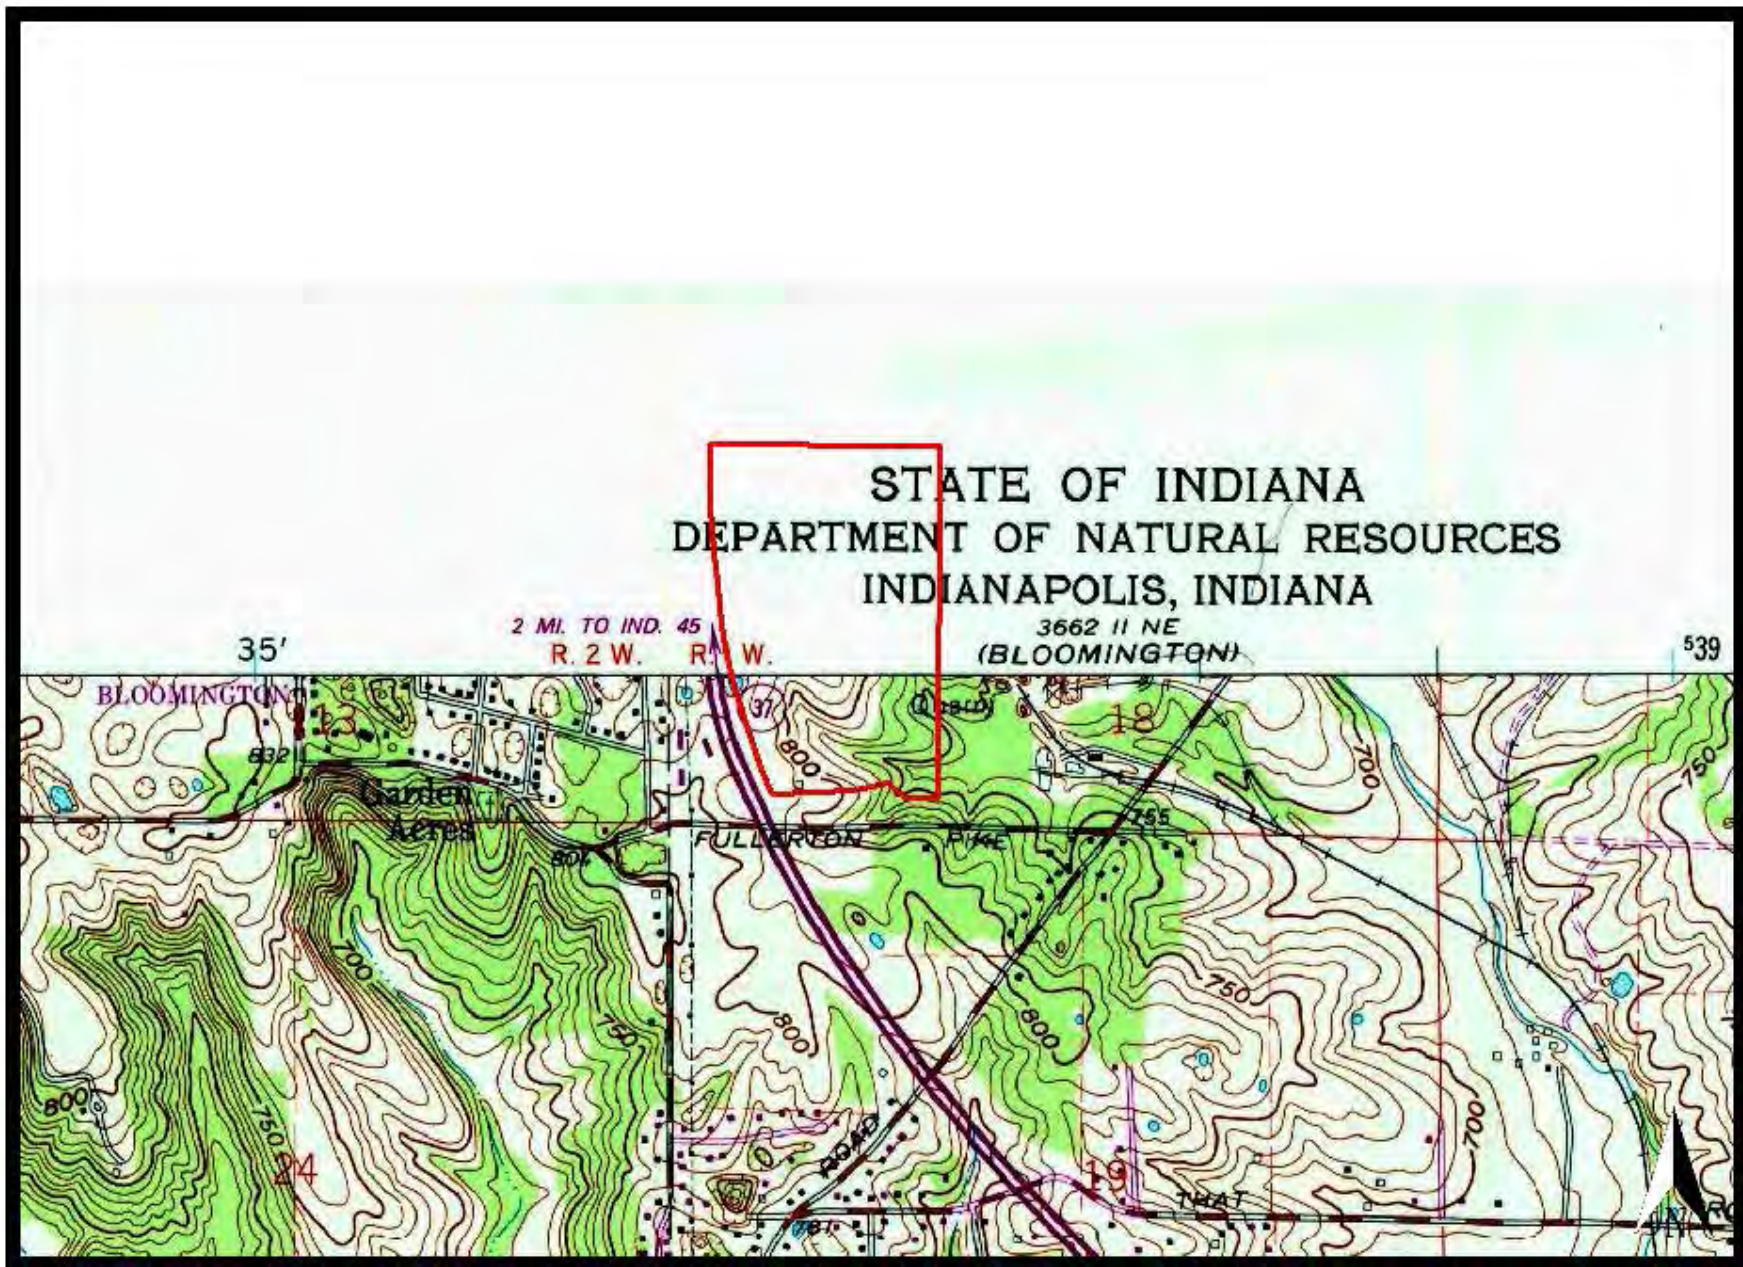 STATE OF INDIANA
DEPARTMENT OF NATURAL RESOURCES
INDIANAPOLIS, INDIANA
2 MI. TO IND. 45
3662 II NE
35'
R. 2 W. R. W.
(BLOOMINGTON)
539
BLOOMINGTON
13
37
18
832
800
700
750
Garden
Acres
755
FULLERTON PIKE
804
700
750
800
750
800
800
750
700
ROAD
24
19
THAT
787
N